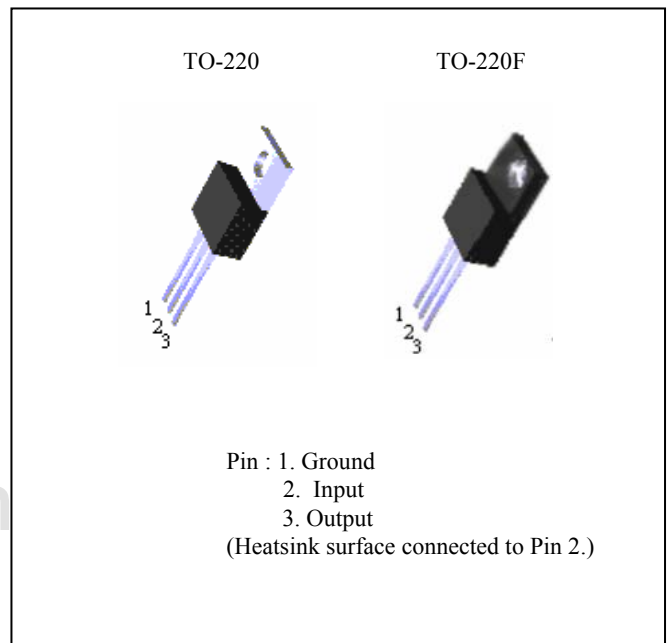 TO-220 TO-220F
1 1
2 2
3 3
Pin : 1. Ground
2. Input
3. Output
(Heatsink surface connected to Pin 2.)